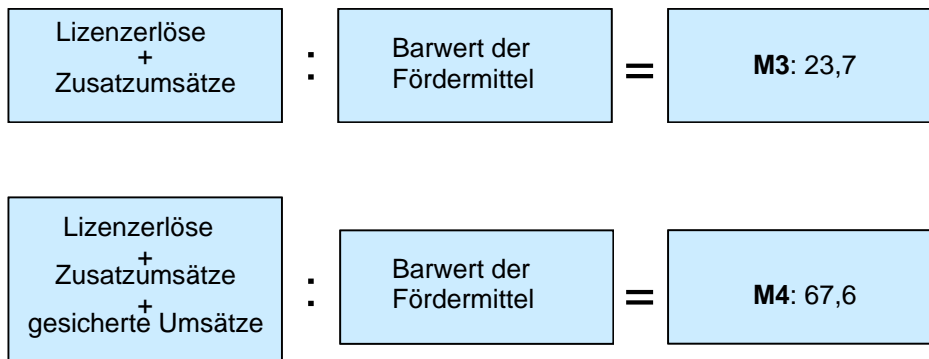 Lizenzerlöse
+
Zusatzumsätze
:
Barwert der
Fördermittel
=
M3: 23,7
Lizenzerlöse
+
Zusatzumsätze
+
gesicherte Umsätze
:
Barwert der
Fördermittel
=
M4: 67,6